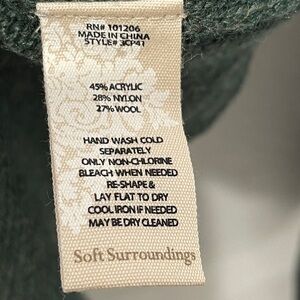 RN# 101206
MADE IN CHINA
STYLE# 3CP41
45% ACRYLIC
28% NYLON
27% WOOL
HAND WASH COLD
SEPARATELY
ONLY NON-CHLORINE
BLEACH WHEN NEEDED
RE-SHAPE &
LAY FLAT TO DRY
COOL IRON IF NEEDED
MAY BE DRY CLEANED
Soft Surroundings